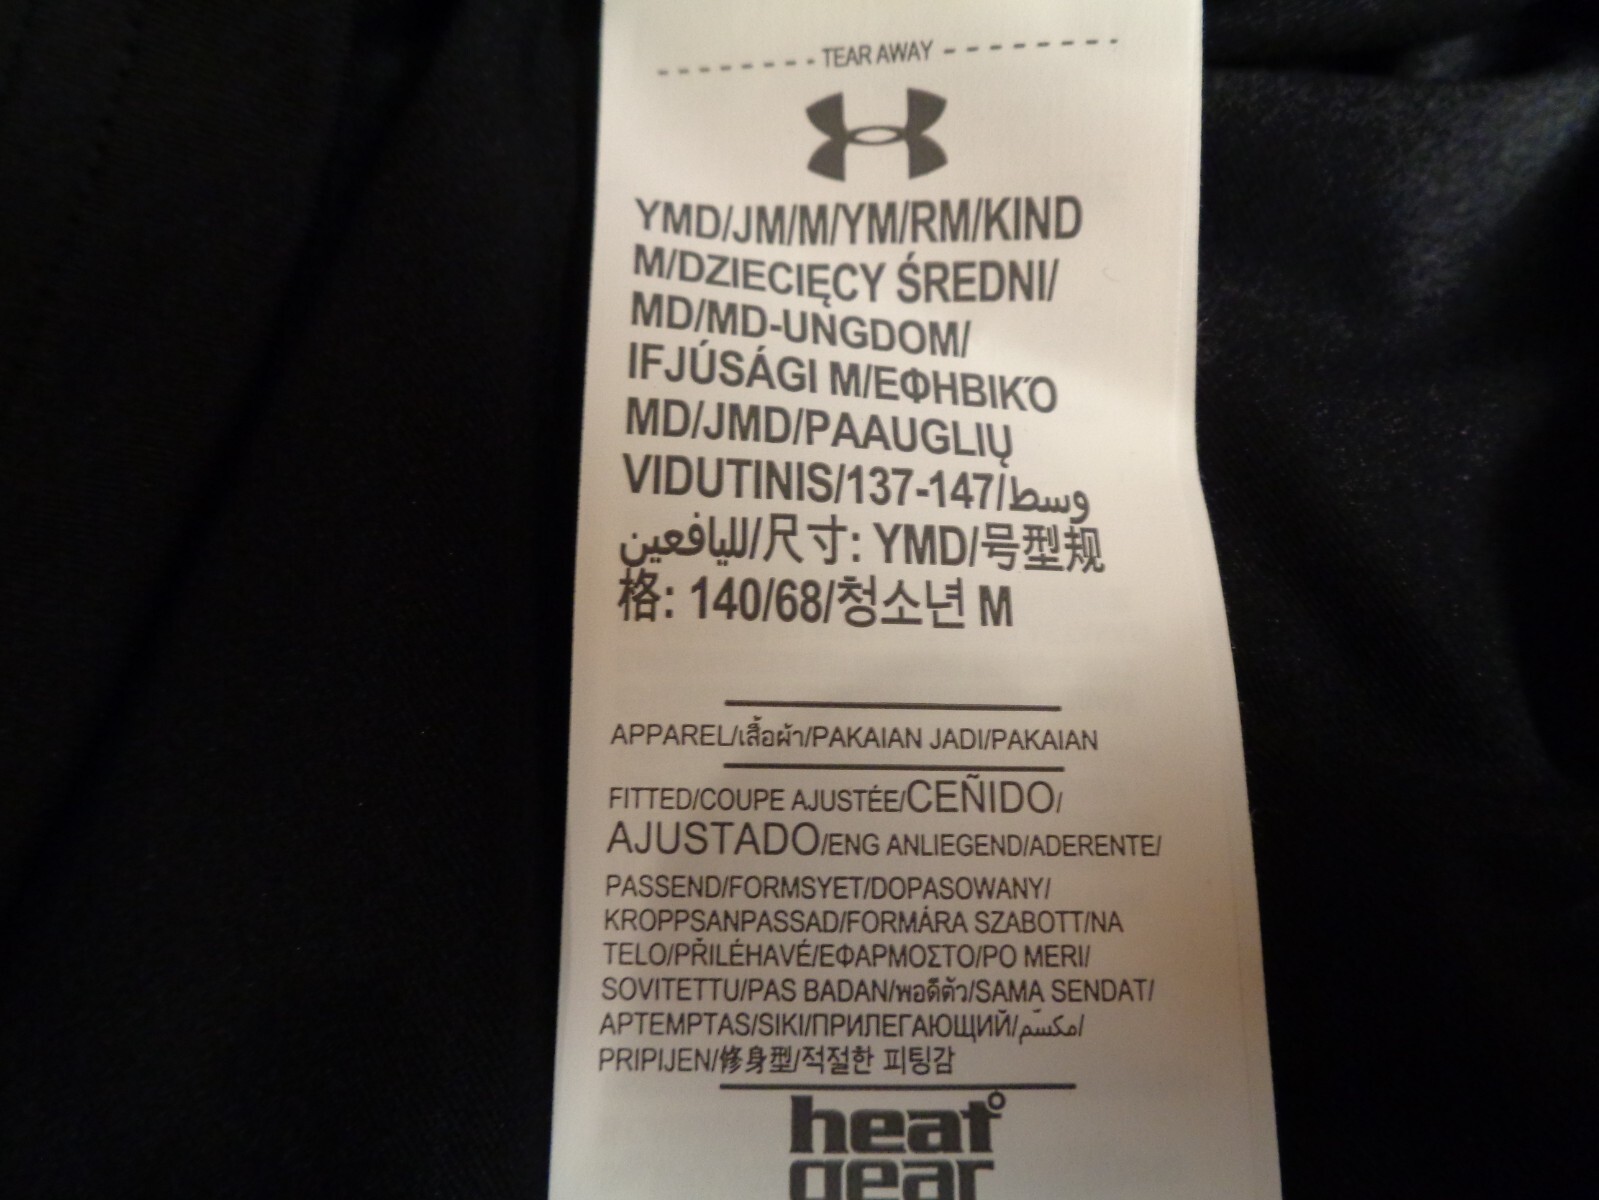 TEAR AWAY
YMD/JM/M/YM/RM/KIND
M/DZIECIĘCY ŚREDNI/
MD/MD-UNGDOM/
IFJÚSÁGI M/ΕΦΗΒΙΚΌ
MD/JMD/PAAUGLIŲ
VIDUTINIS/137-147/وسط
لليافعين/尺寸: YMD/号型规
格: 140/68/청소년 M
APPAREL/เสื้อผ้า/PAKAIAN JADI/PAKAIAN
FITTED/COUPE AJUSTÉE/CEÑIDO/
AJUSTADO/ENG ANLIEGEND/ADERENTE/
PASSEND/FORMSYET/DOPASOWANY/
KROPPSANPASSAD/FORMÁRA SZABOTT/NA
TELO/PŘILÉHAVÉ/ΕΦΑΡΜΟΣΤΟ/PO MERI/
SOVITETTU/PAS BADAN/พอดีตัว/SAMA SENDAT/
APTEMPTAS/SIKI/ПРИЛЕГАЮЩИЙ/مكسّم/
PRIPIJEN/修身型/적절한 피팅감
heat
gear